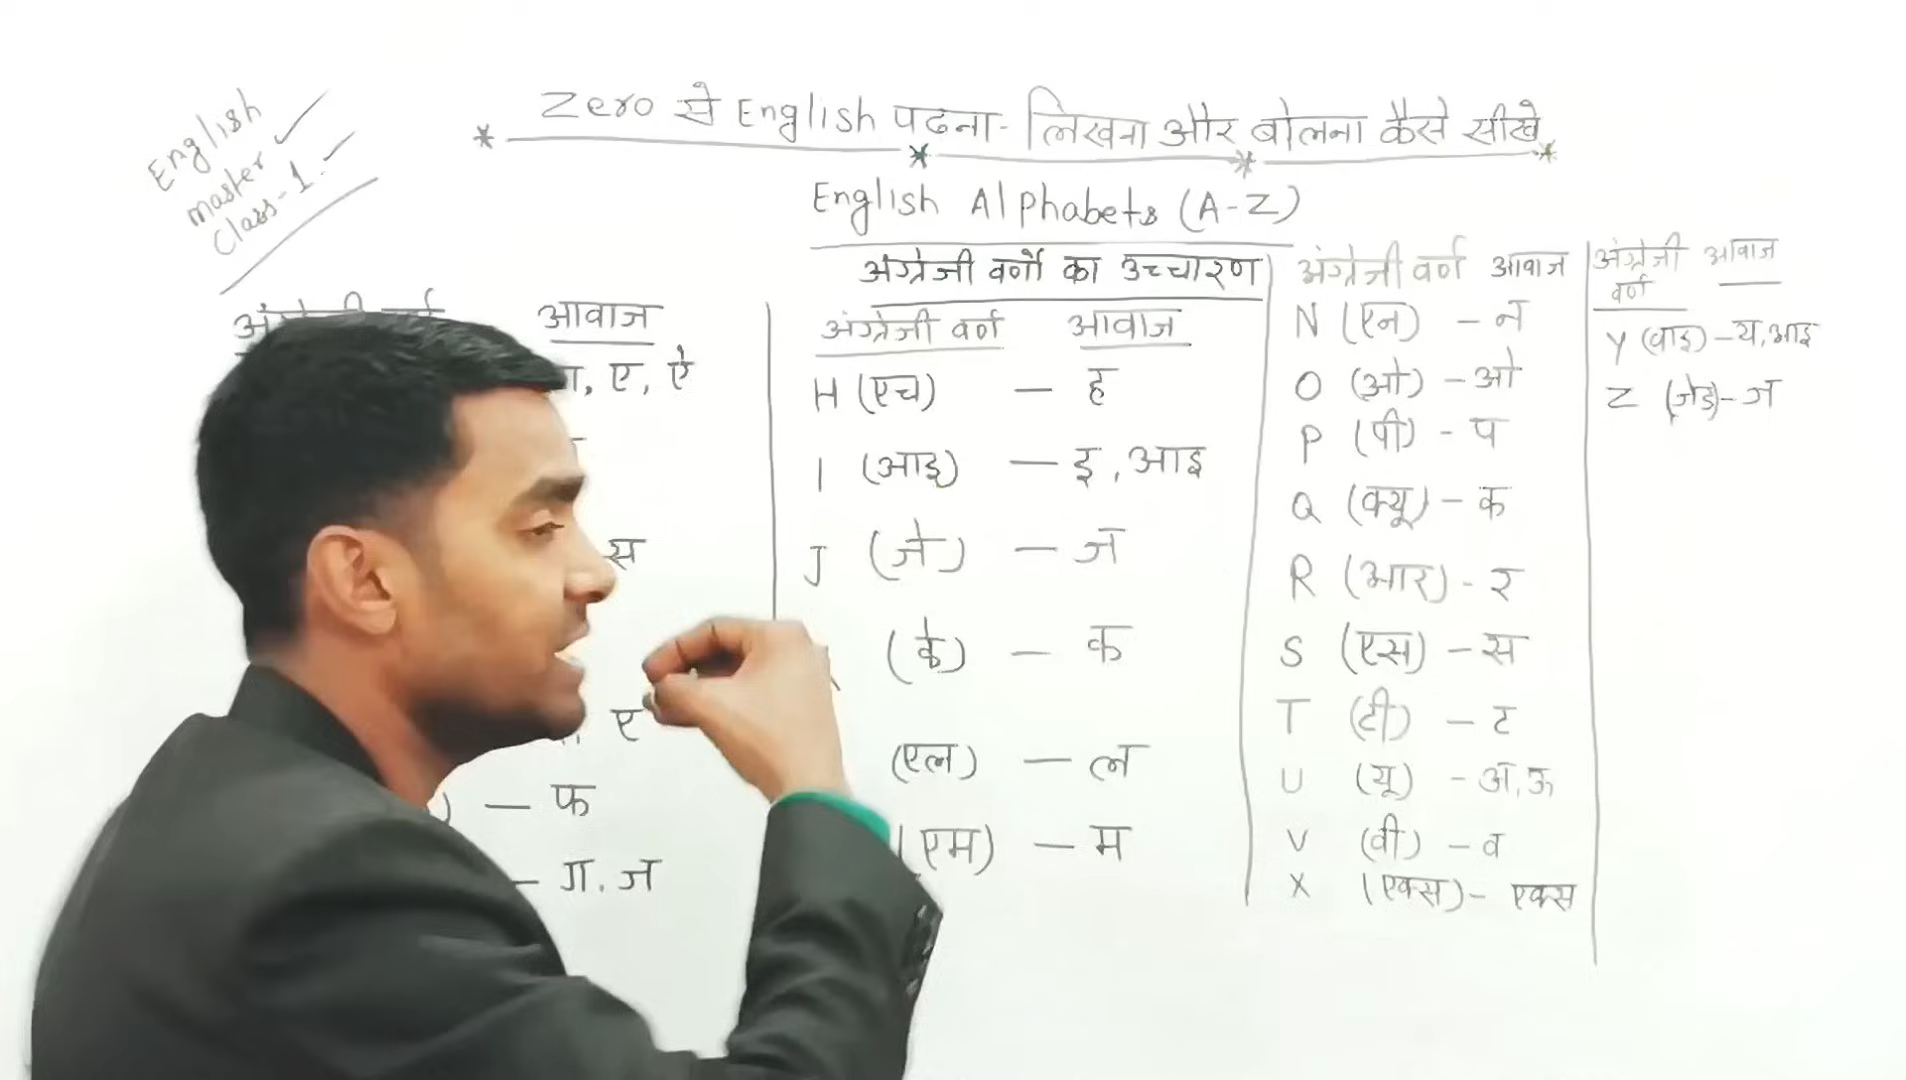 English
master
Class-1.
Zero से English पढना- लिखना और बोलना कैसे सीखे
English Alphabets (A-Z)
अंग्रेजी वर्णों का उच्चारण
आवाज
ए, ऐ
स
ए
— फ
— ग. ज
अंग्रेजी वर्ण आवाज
H (एच) — ह
I (आइ) — इ, आइ
J (जे) — ज
(के) — क
(एल) — ल
(एम) — म
अंग्रेजी वर्ण आवाज
N (एन) - न
O (ओ) - ओ
P (पी) - प
Q (क्यू) - क
R (आर) - र
S (एस) - स
T (टी) - ट
U (यू) - अ, ऊ
V (वी) - व
X (एक्स) - एक्स
अंग्रेजी आवाज
वर्ण
Y (वाइ) - य, आइ
Z (जेड) - ज